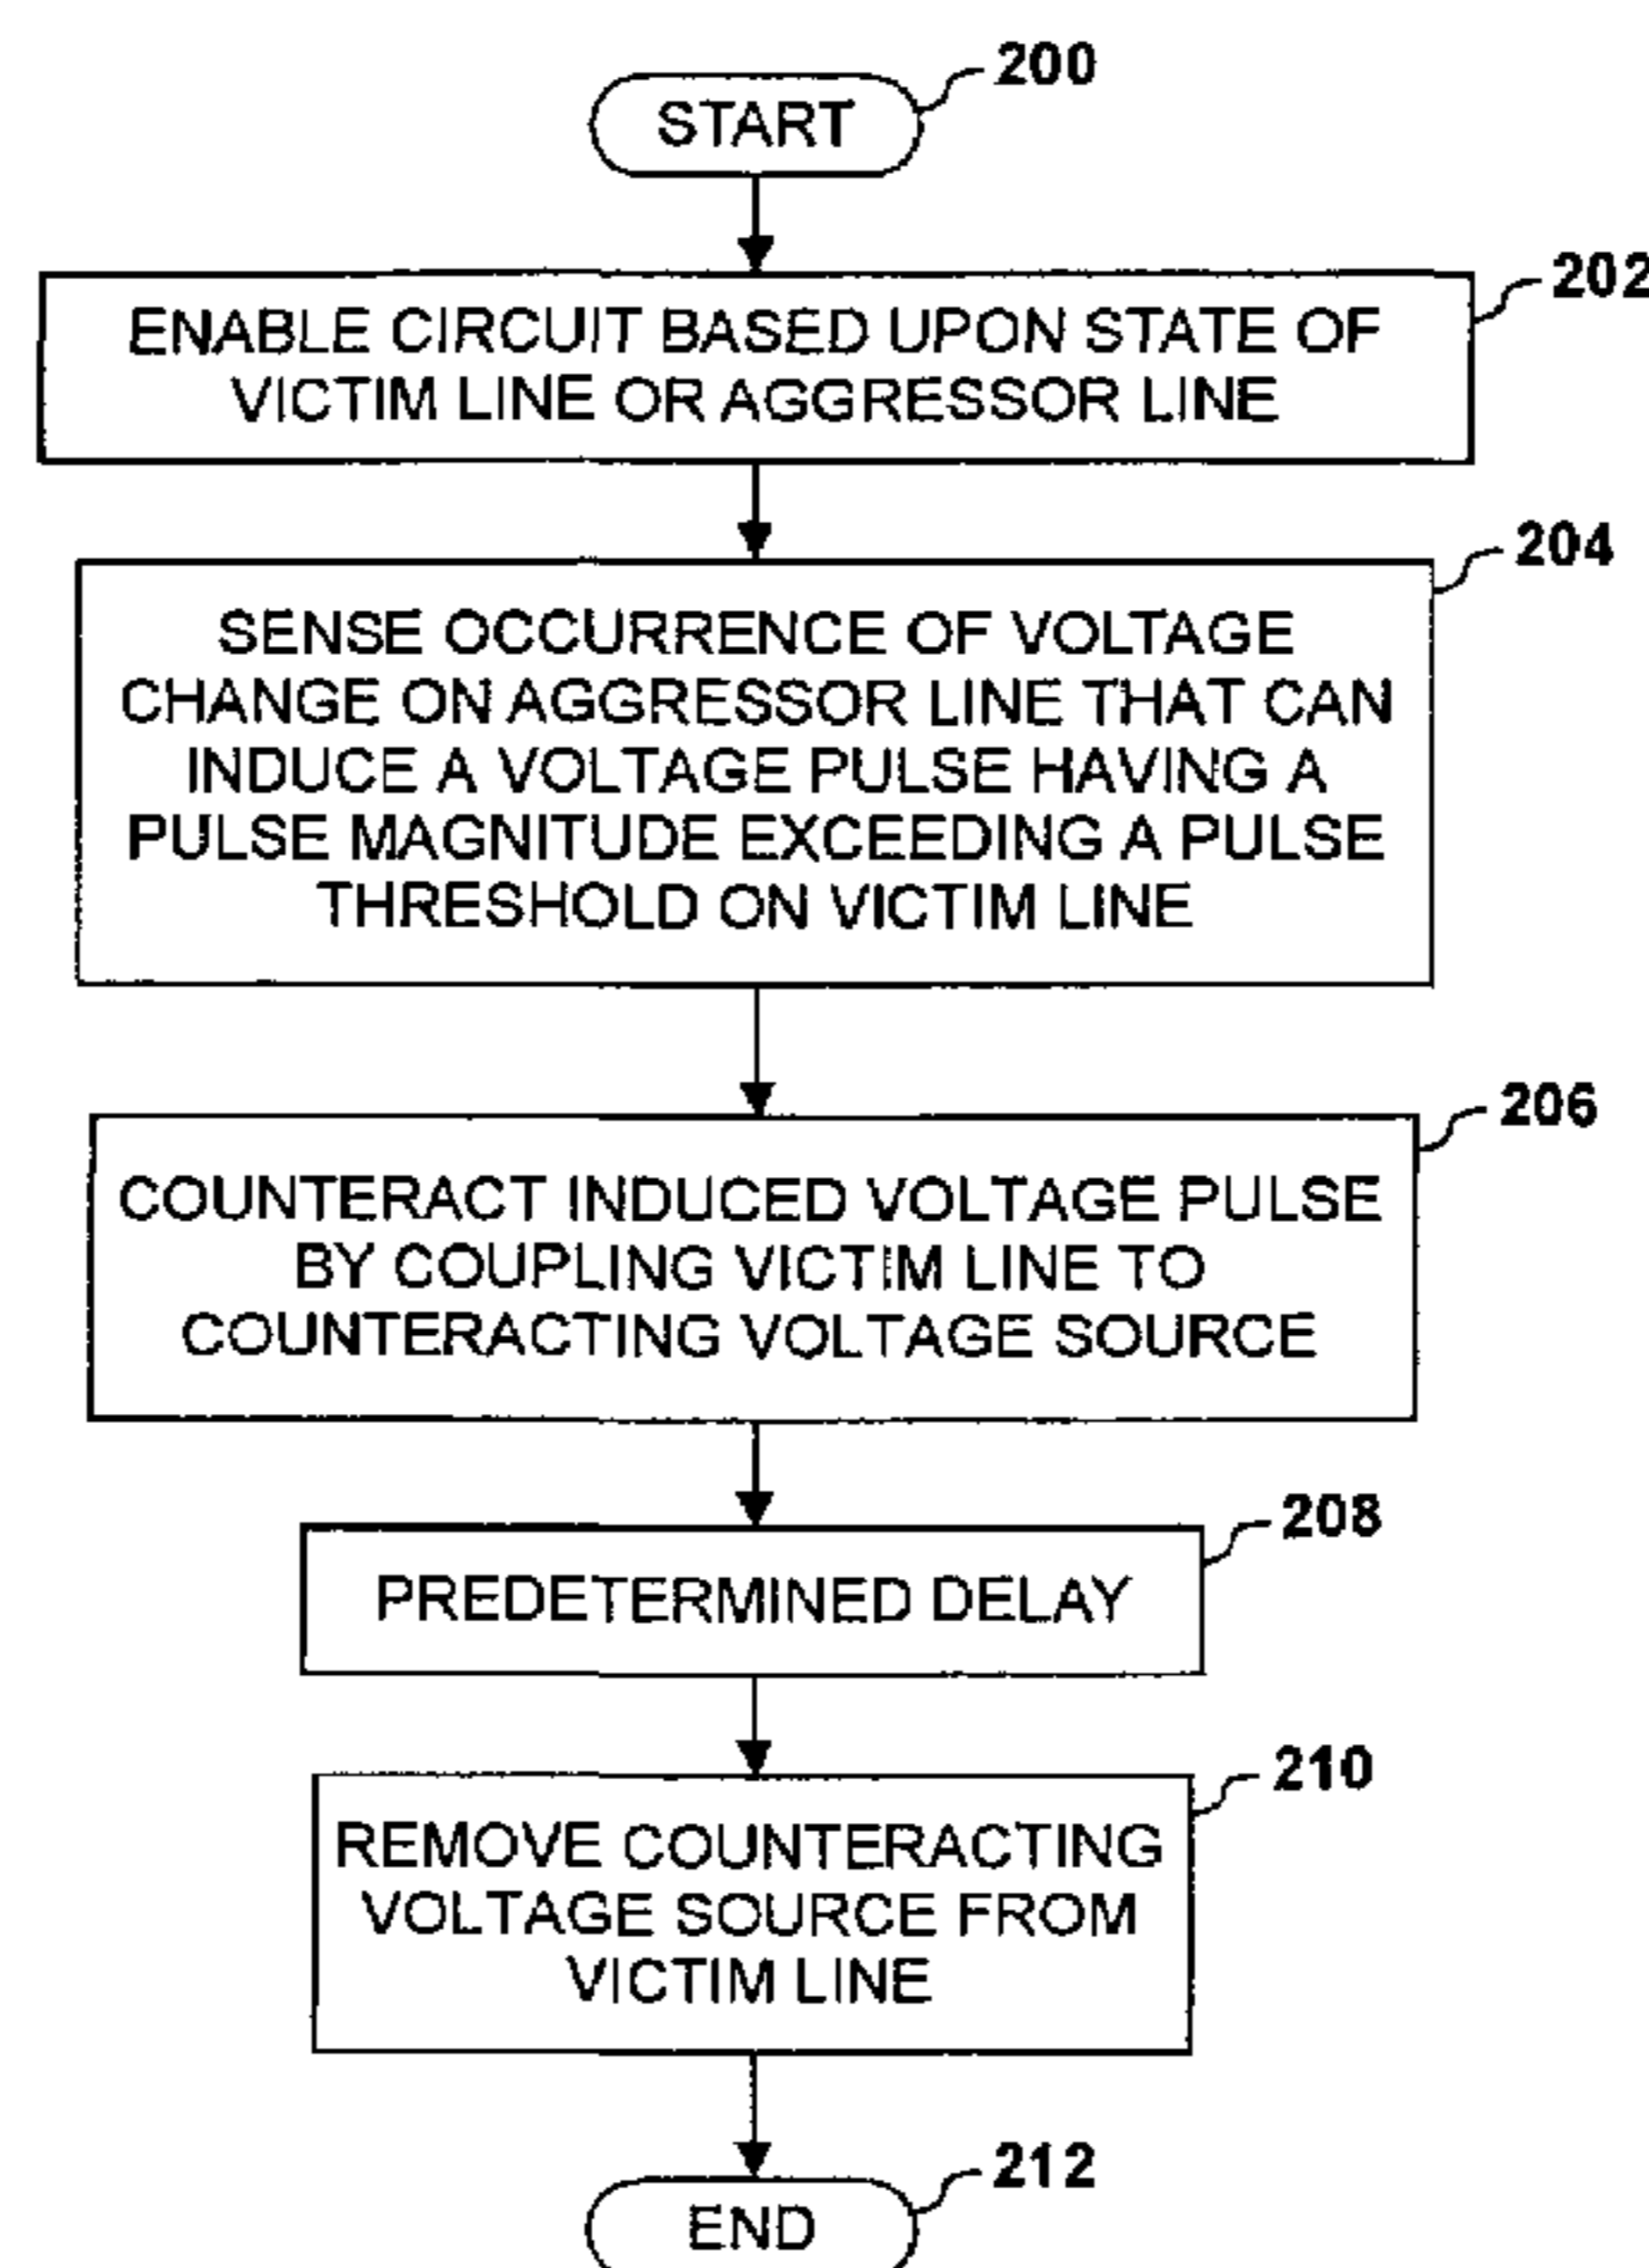 200
START
202
ENABLE CIRCUIT BASED UPON STATE OF
VICTIM LINE OR AGGRESSOR LINE
204
SENSE OCCURRENCE OF VOLTAGE
CHANGE ON AGGRESSOR LINE THAT CAN
INDUCE A VOLTAGE PULSE HAVING A
PULSE MAGNITUDE EXCEEDING A PULSE
THRESHOLD ON VICTIM LINE
206
COUNTERACT INDUCED VOLTAGE PULSE
BY COUPLING VICTIM LINE TO
COUNTERACTING VOLTAGE SOURCE
208
PREDETERMINED DELAY
210
REMOVE COUNTERACTING
VOLTAGE SOURCE FROM
VICTIM LINE
212
END